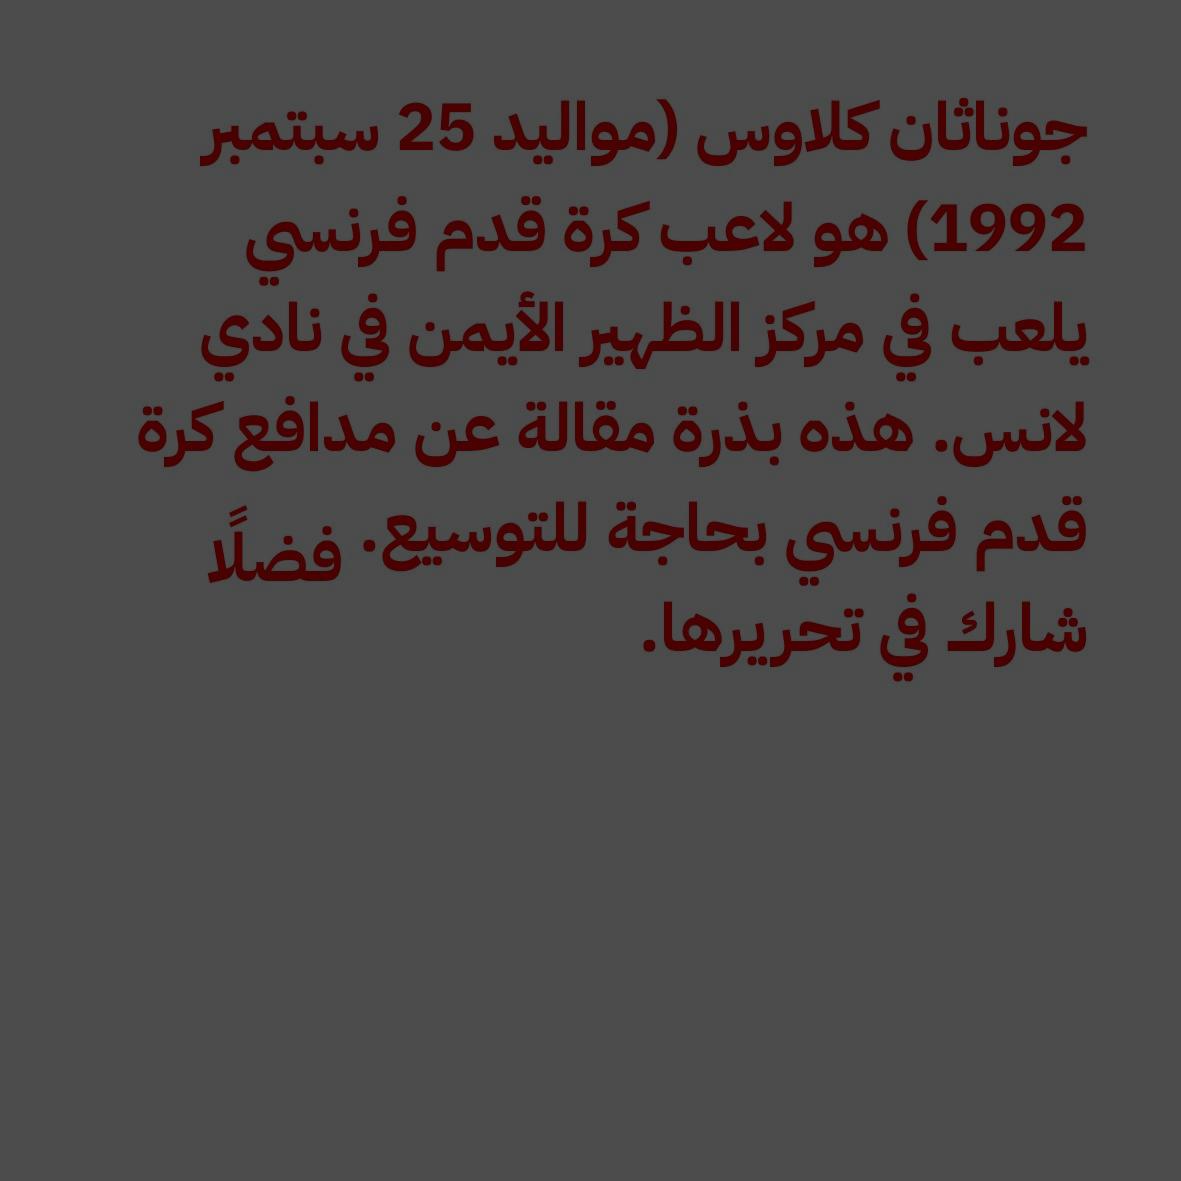 جوناثان كلاوس (مواليد 25 سبتمبر
1992) هو لاعب كرة قدم فرنسي
يلعب في مركز الظهير الأيمن في نادي
لانس. هذه بذرة مقالة عن مدافع كرة
قدم فرنسي بحاجة للتوسيع. فضلًا
شارك في تحريرها.